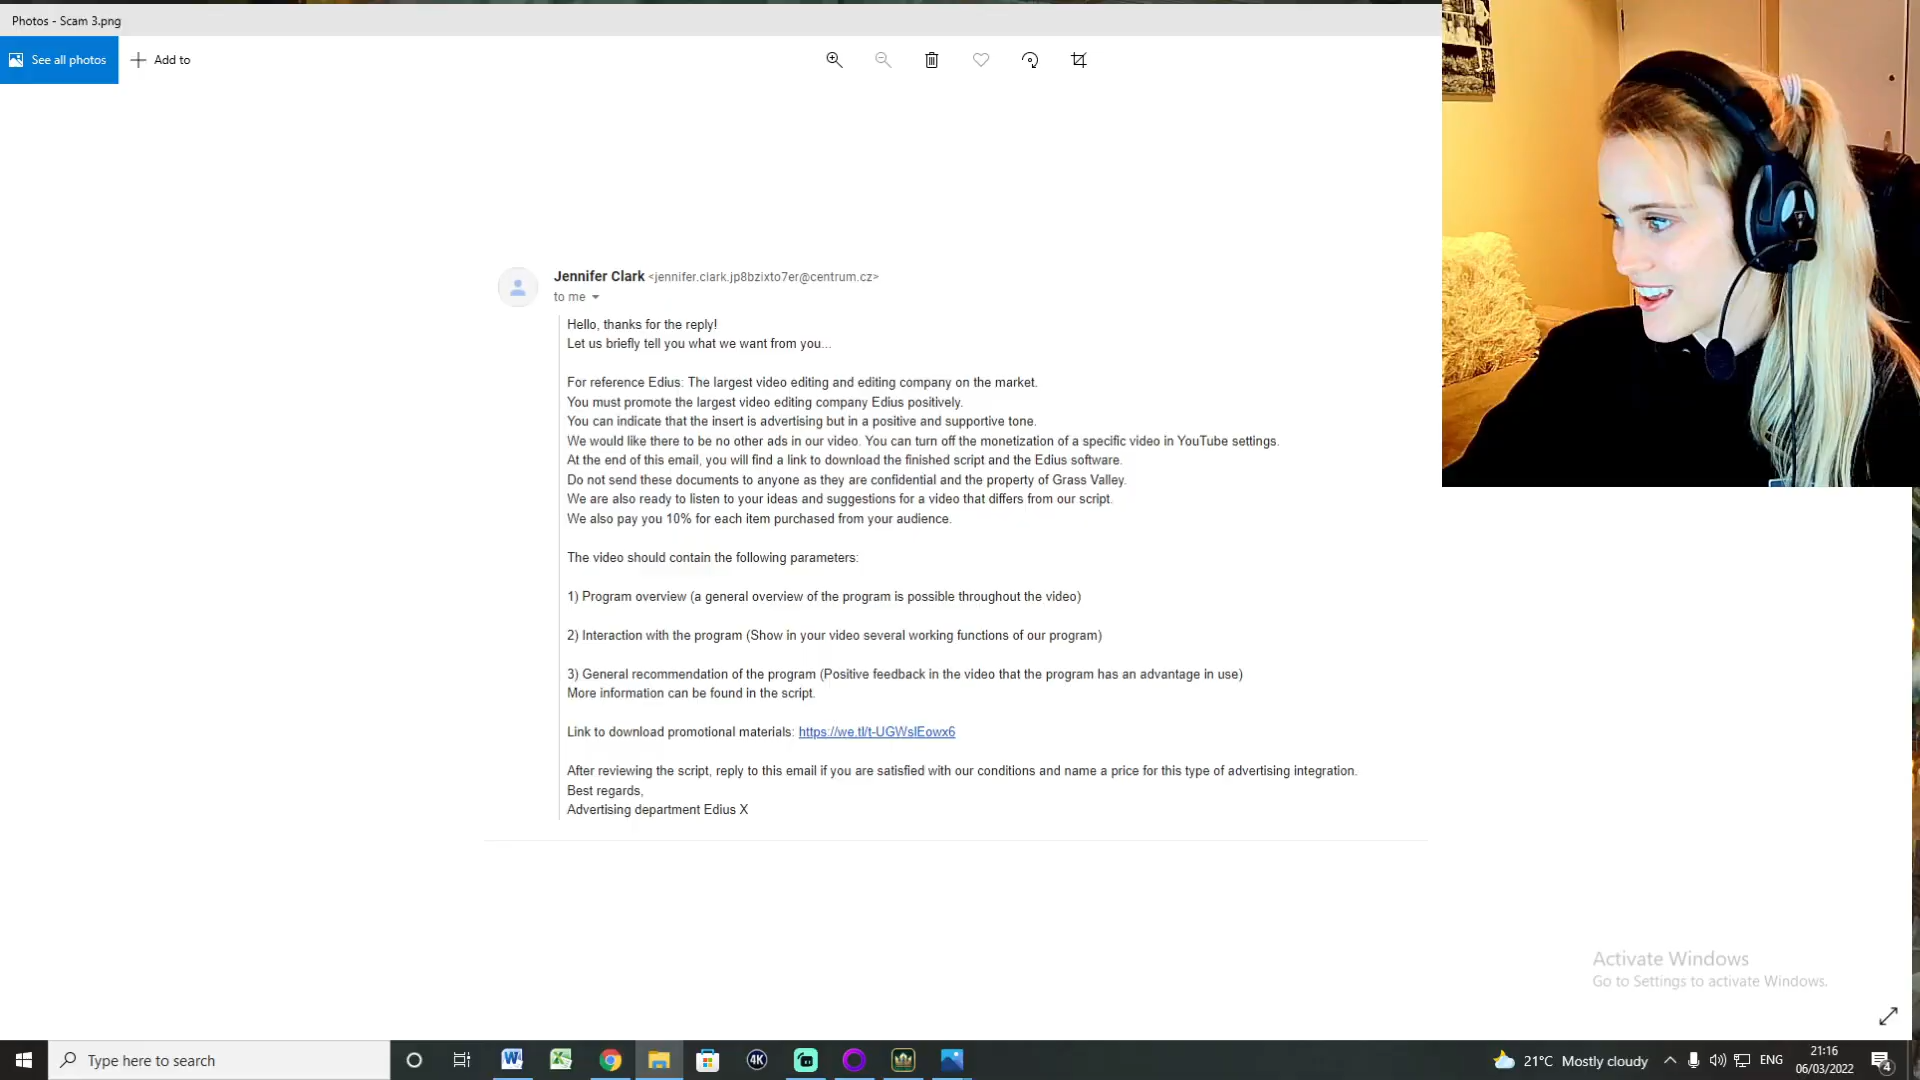 Photos - Scam 3.png
See all photos
Add to
Jennifer Clark <jennifer.clark.jp8bzixto7er@centrum.cz>
to me
Hello, thanks for the reply!
Let us briefly tell you what we want from you...
For reference Edius: The largest video editing and editing company on the market.
You must promote the largest video editing company Edius positively.
You can indicate that the insert is advertising but in a positive and supportive tone.
We would like there to be no other ads in our video. You can turn off the monetization of a specific video in YouTube settings.
At the end of this email, you will find a link to download the finished script and the Edius software.
Do not send these documents to anyone as they are confidential and the property of Grass Valley.
We are also ready to listen to your ideas and suggestions for a video that differs from our script.
We also pay you 10% for each item purchased from your audience.
The video should contain the following parameters:
1) Program overview (a general overview of the program is possible throughout the video)
2) Interaction with the program (Show in your video several working functions of our program)
3) General recommendation of the program (Positive feedback in the video that the program has an advantage in use)
More information can be found in the script.
Link to download promotional materials: https://we.tl/t-UGWsIEowx6
After reviewing the script, reply to this email if you are satisfied with our conditions and name a price for this type of advertising integration.
Best regards,
Advertising department Edius X
Activate Windows
Go to Settings to activate Windows.
Type here to search
4K
21°C Mostly cloudy
ENG
21:16
06/03/2022
4